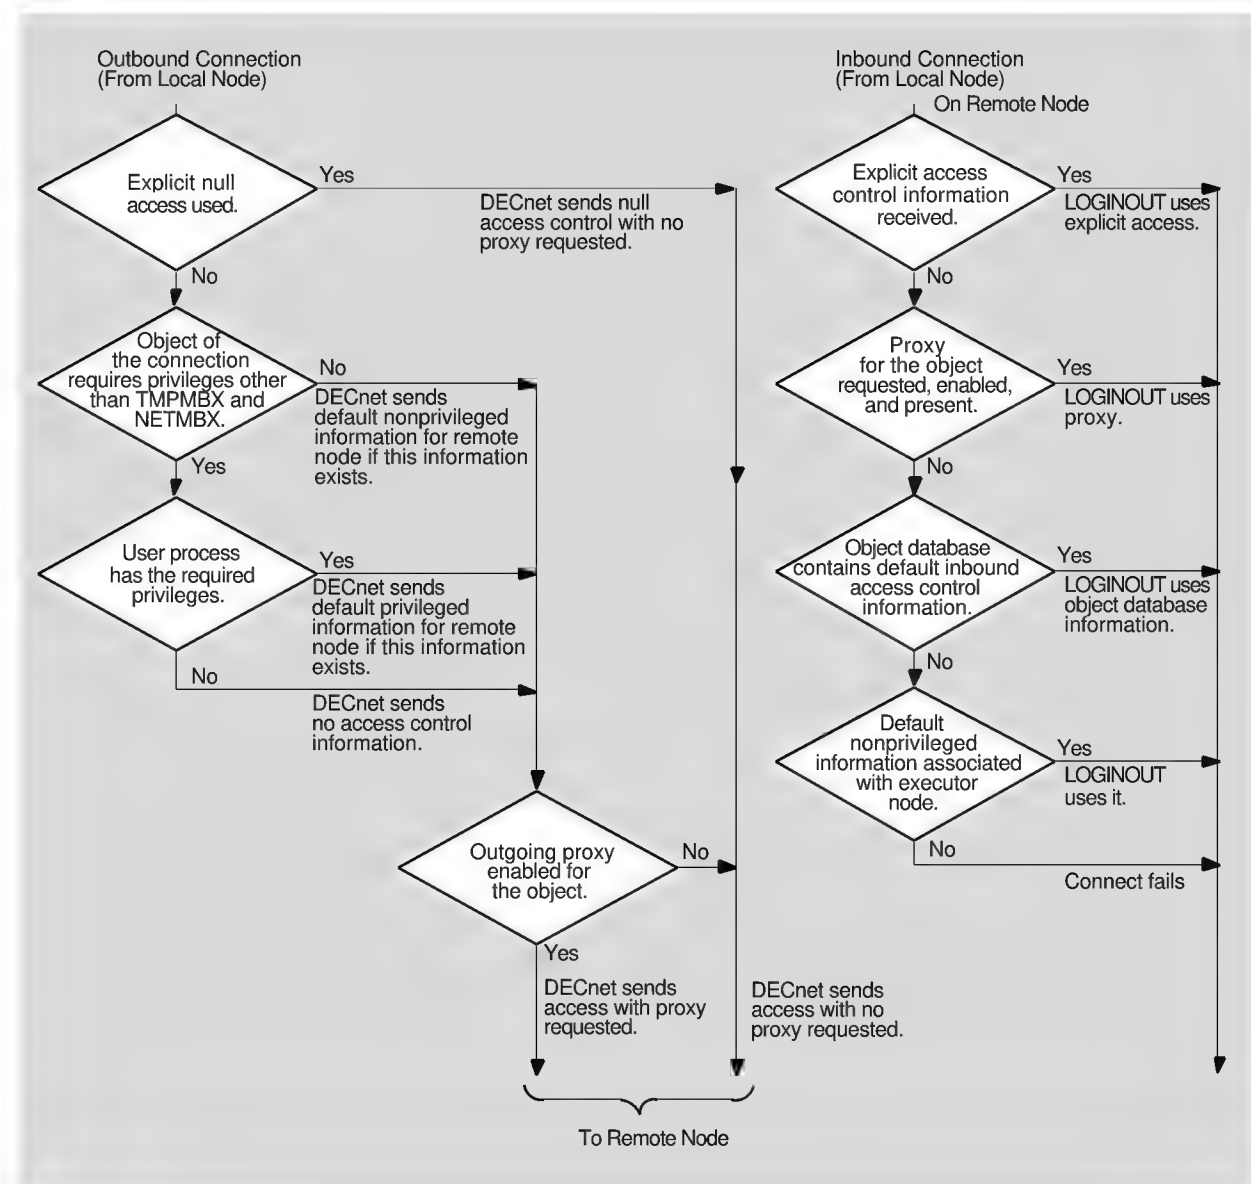 Outbound Connection
(From Local Node)
Explicit null
access used.
Yes
DECnet sends null
access control with no
proxy requested.
No
Object of
the connection
requires privileges other
than TMPMBX and
NETMBX.
No
DECnet sends
default nonprivileged
information for remote
node if this information
exists.
Yes
User process
has the required
privileges.
Yes
DECnet sends
default privileged
information for remote
node if this information
exists.
No
DECnet sends
no access control
information.
Outgoing proxy
enabled for
the object.
No
Yes
DECnet sends
access with proxy
requested.
DECnet sends
access with no
proxy requested.
To Remote Node
Inbound Connection
(From Local Node)
On Remote Node
Explicit access
control information
received.
Yes
LOGINOUT uses
explicit access.
No
Proxy
for the object
requested, enabled,
and present.
Yes
LOGINOUT uses
proxy.
No
Object database
contains default inbound
access control
information.
Yes
LOGINOUT uses
object database
information.
No
Default
nonprivileged
information associated
with executor
node.
Yes
LOGINOUT
uses it.
No
Connect fails